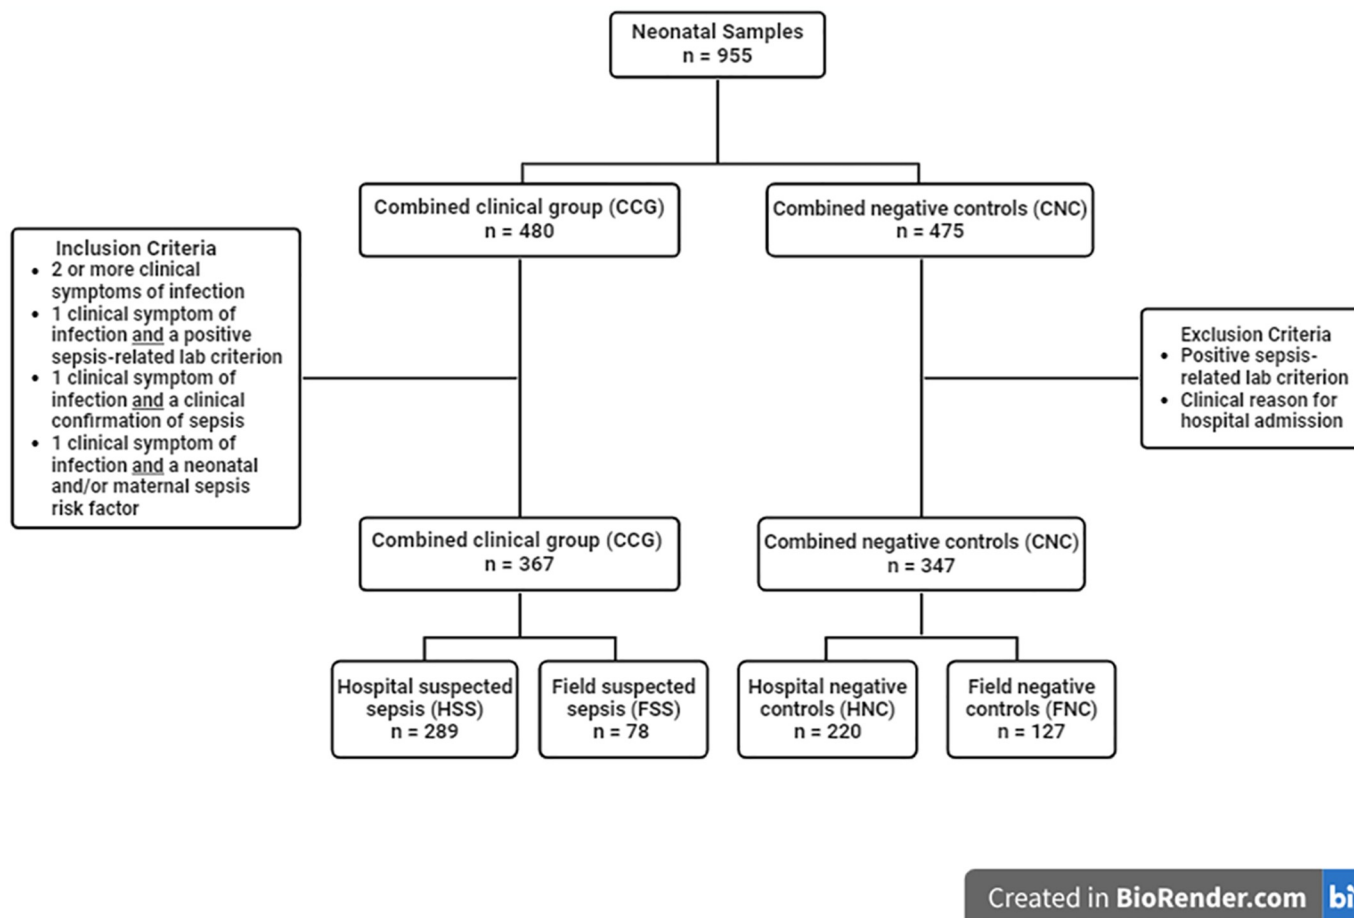 Neonatal Samples
n = 955
Combined clinical group (CCG)
n = 480
Combined negative controls (CNC)
n = 475
Inclusion Criteria
• 2 or more clinical
symptoms of infection
• 1 clinical symptom of
infection and a positive
sepsis-related lab criterion
• 1 clinical symptom of
infection and a clinical
confirmation of sepsis
• 1 clinical symptom of
infection and a neonatal
and/or maternal sepsis
risk factor
Exclusion Criteria
• Positive sepsis-
related lab criterion
• Clinical reason for
hospital admission
Combined clinical group (CCG)
n = 367
Combined negative controls (CNC)
n = 347
Hospital suspected
sepsis (HSS)
n = 289
Field suspected
sepsis (FSS)
n = 78
Hospital negative
controls (HNC)
n = 220
Field negative
controls (FNC)
n = 127
Created in BioRender.com bi